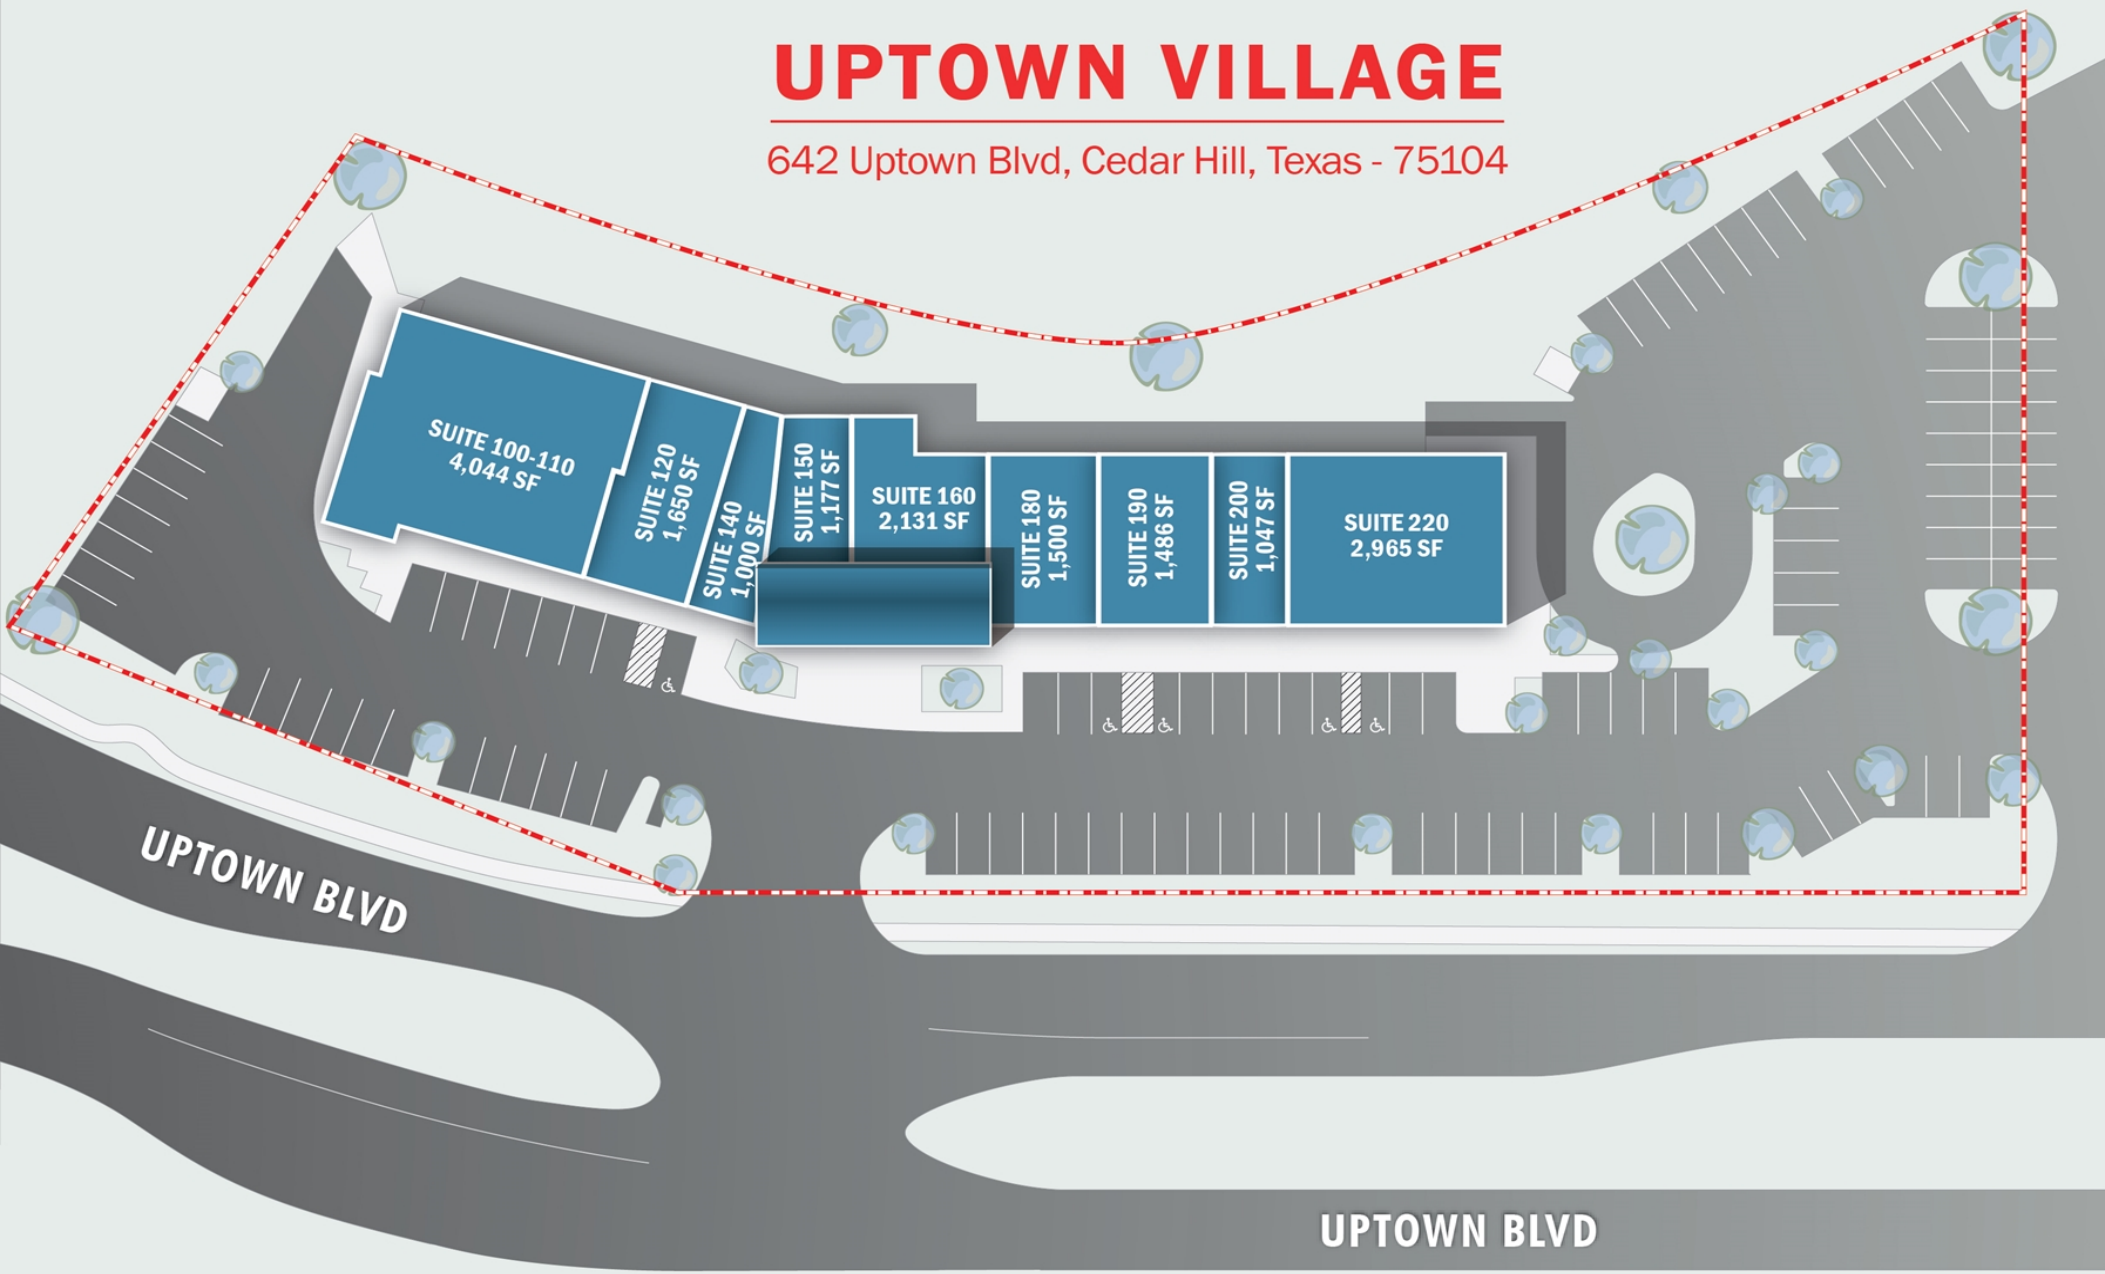 UPTOWN VILLAGE
642 Uptown Blvd, Cedar Hill, Texas - 75104
SUITE 100-110
4,044 SF
SUITE 120
1,650 SF
SUITE 140
1,000 SF
SUITE 150
1,177 SF
SUITE 160
2,131 SF
SUITE 180
1,500 SF
SUITE 190
1,486 SF
SUITE 200
1,047 SF
SUITE 220
2,965 SF
UPTOWN BLVD
UPTOWN BLVD